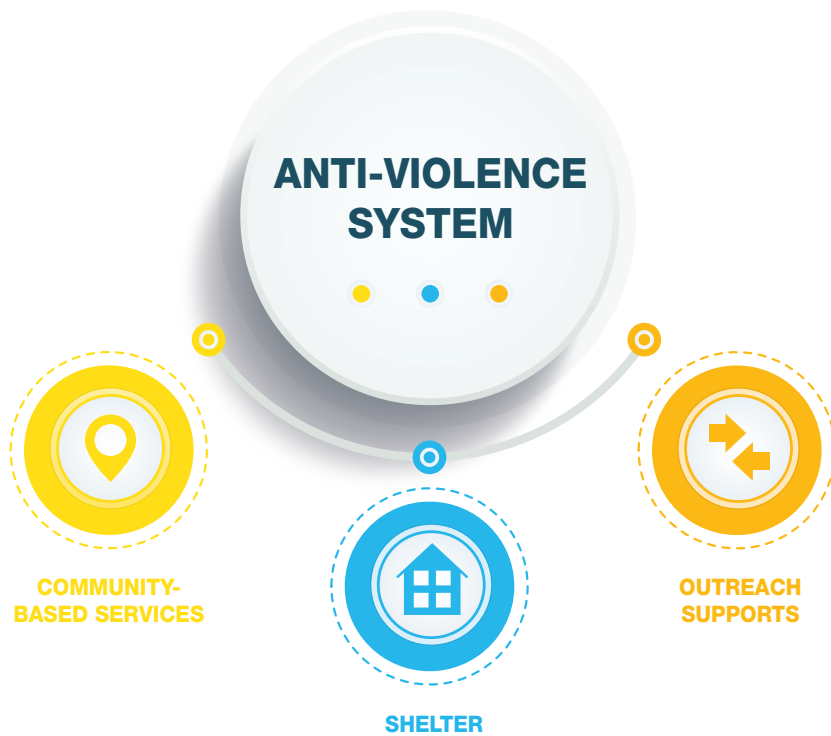 ANTI-VIOLENCE
SYSTEM
COMMUNITY-
BASED SERVICES
SHELTER
OUTREACH
SUPPORTS